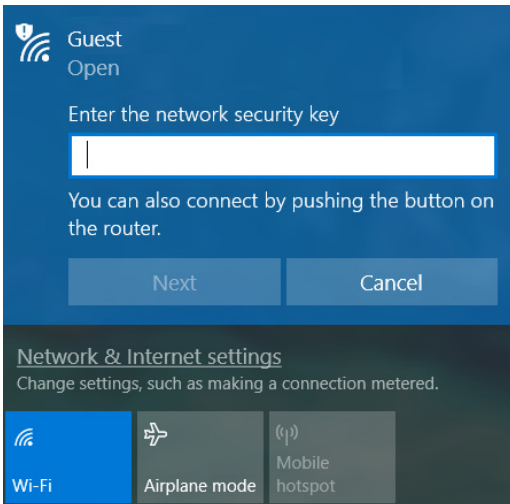 Guest
Open
Enter the network security key
You can also connect by pushing the button on
the router.
Next
Cancel
Network & Internet settings
Change settings, such as making a connection metered.
Wi-Fi
Airplane mode
Mobile
hotspot